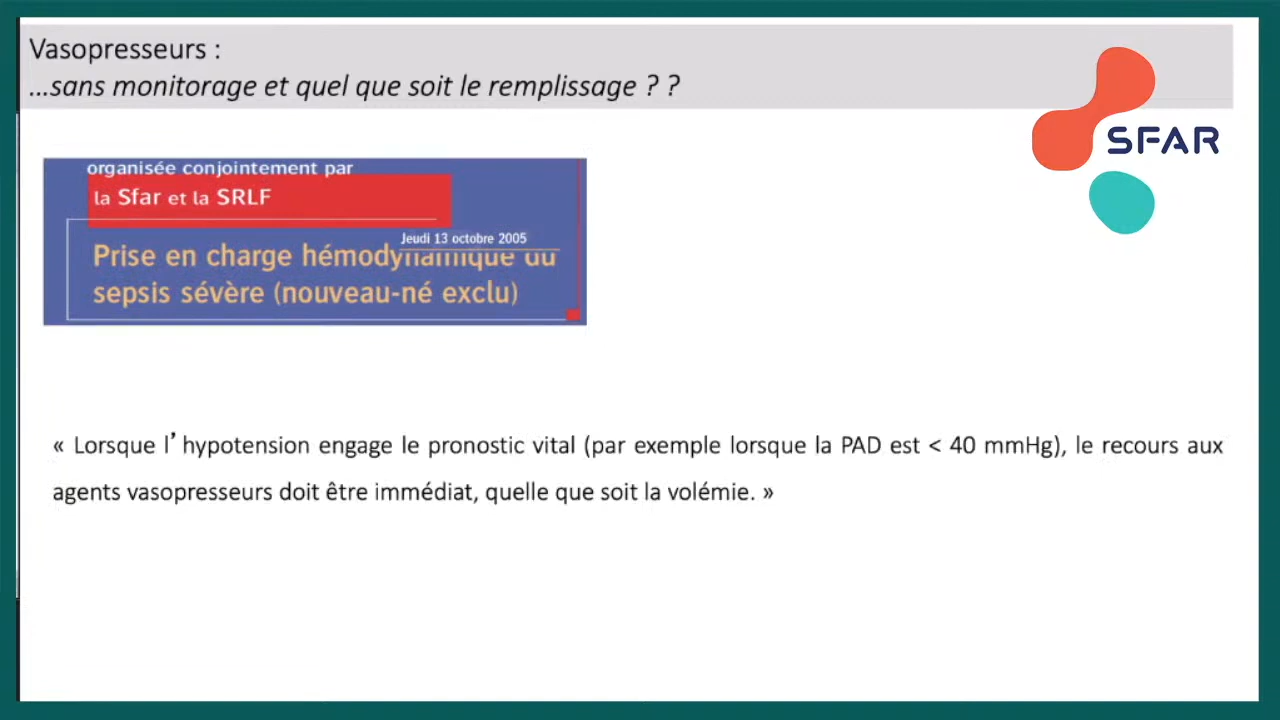 Vasopresseurs :
...sans monitorage et quel que soit le remplissage ? ?
SFAR
organisée conjointement par
la Sfar et la SRLF
Jeudi 13 octobre 2005
Prise en charge hémodynamique du
sepsis sévère (nouveau-né exclu)
« Lorsque l’hypotension engage le pronostic vital (par exemple lorsque la PAD est < 40 mmHg), le recours aux
agents vasopresseurs doit être immédiat, quelle que soit la volémie. »